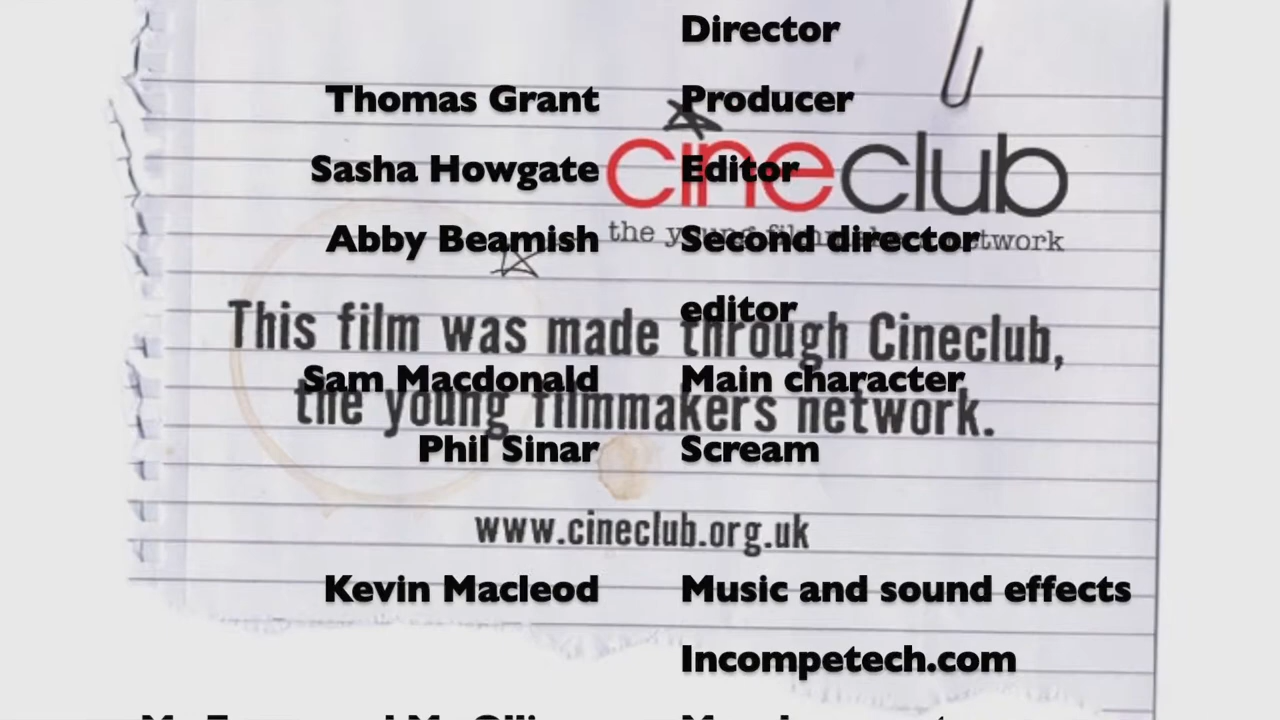 Director
Thomas Grant Producer
Sasha Howgate Editor
cineclub
Abby Beamish Second director
the young filmmakers network
editor
This film was made through Cineclub,
Sam Macdonald Main character
the young filmmakers network.
Phil Sinar Scream
www.cineclub.org.uk
Kevin Macleod Music and sound effects
Incompetech.com